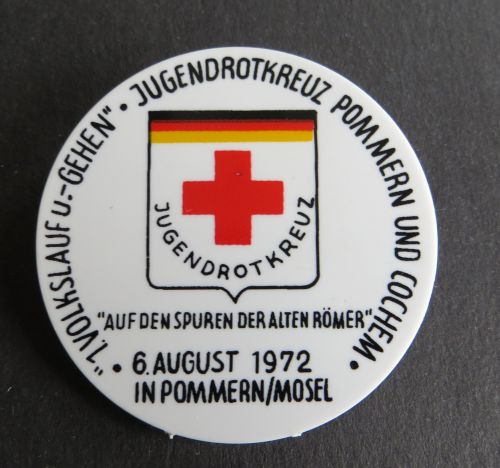 "1. VOLKSLAUF U.-GEHEN" • JUGENDROTKREUZ POMMERN UND COCHEM •
JUGENDROTKREUZ
"AUF DEN SPUREN DER ALTEN RÖMER"
• 6. AUGUST 1972
IN POMMERN/MOSEL